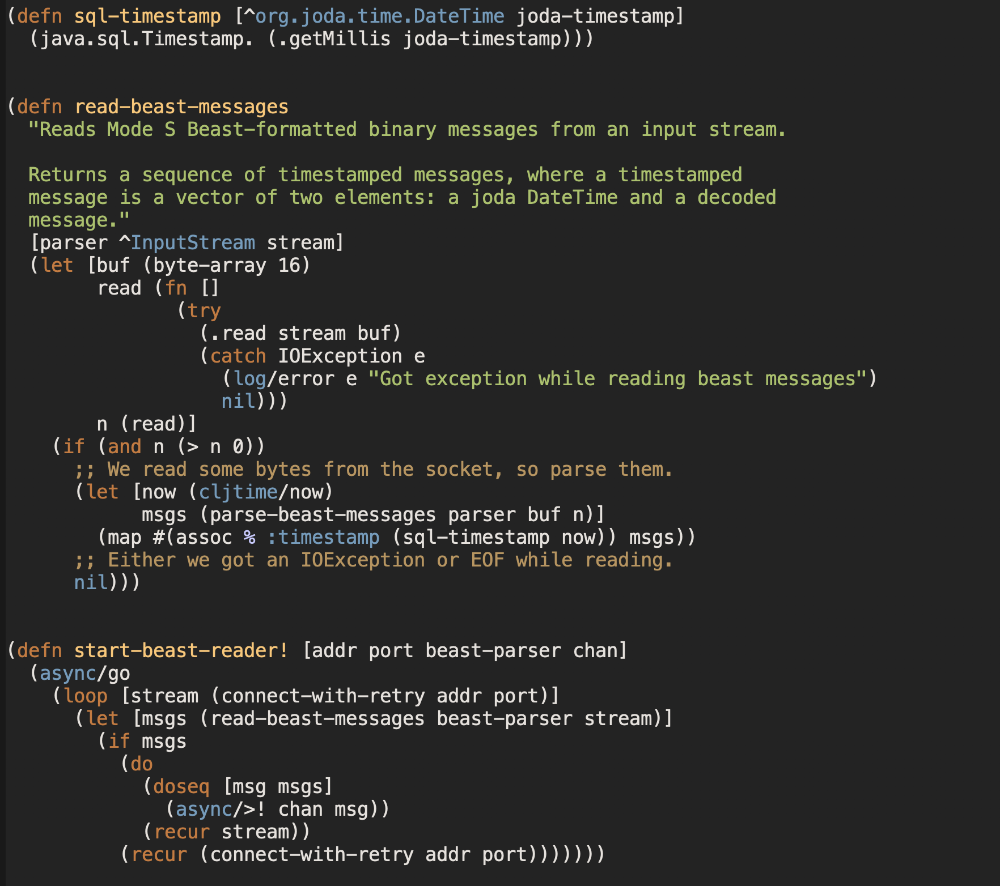 (defn sql-timestamp [^org.joda.time.DateTime joda-timestamp]
  (java.sql.Timestamp. (.getMillis joda-timestamp)))


(defn read-beast-messages
  "Reads Mode S Beast-formatted binary messages from an input stream.

  Returns a sequence of timestamped messages, where a timestamped
  message is a vector of two elements: a joda DateTime and a decoded
  message."
  [parser ^InputStream stream]
  (let [buf (byte-array 16)
        read (fn []
               (try
                 (.read stream buf)
                 (catch IOException e
                   (log/error e "Got exception while reading beast messages")
                   nil)))
        n (read)]
    (if (and n (> n 0))
      ;; We read some bytes from the socket, so parse them.
      (let [now (cljtime/now)
            msgs (parse-beast-messages parser buf n)]
        (map #(assoc % :timestamp (sql-timestamp now)) msgs))
      ;; Either we got an IOException or EOF while reading.
      nil)))


(defn start-beast-reader! [addr port beast-parser chan]
  (async/go
    (loop [stream (connect-with-retry addr port)]
      (let [msgs (read-beast-messages beast-parser stream)]
        (if msgs
          (do
            (doseq [msg msgs]
              (async/>! chan msg))
            (recur stream))
          (recur (connect-with-retry addr port)))))))